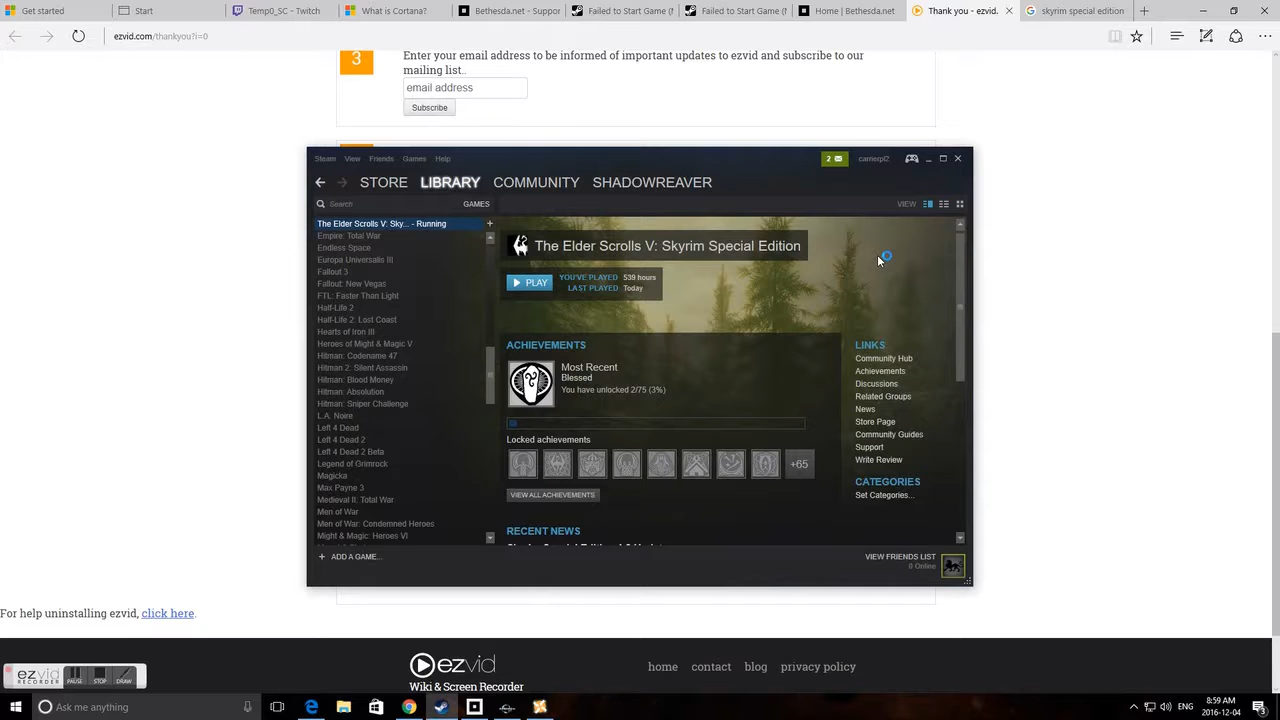 Get started
Start
Temp0_SC - Twitch
What is Cortana?
Bethesda.net - Support
Failed to Start Game (M
Failed to Start Game (M
Home | Bethesda.net
Thank you - ezvid.
skyrim special edition
ezvid.com/thankyou?i=0
3
Enter your email address to be informed of important updates to ezvid and subscribe to our
mailing list..
email address
Subscribe
Steam View Friends Games Help
2
carrierpl2
STORE LIBRARY COMMUNITY SHADOWREAVER
Search
GAMES
VIEW
The Elder Scrolls V: Sky... - Running
Empire: Total War
Endless Space
Europa Universalis III
Fallout 3
Fallout: New Vegas
FTL: Faster Than Light
Half-Life 2
Half-Life 2: Lost Coast
Hearts of Iron III
Heroes of Might & Magic V
Hitman: Codename 47
Hitman 2: Silent Assassin
Hitman: Blood Money
Hitman: Absolution
Hitman: Sniper Challenge
L.A. Noire
Left 4 Dead
Left 4 Dead 2
Left 4 Dead 2 Beta
Legend of Grimrock
Magicka
Max Payne 3
Medieval II: Total War
Men of War
Men of War: Condemned Heroes
Might & Magic: Heroes VI
The Elder Scrolls V: Skyrim Special Edition
PLAY
YOU'VE PLAYED 539 hours
LAST PLAYED Today
ACHIEVEMENTS
Most Recent
Blessed
You have unlocked 2/75 (3%)
Locked achievements
+65
VIEW ALL ACHIEVEMENTS
RECENT NEWS
LINKS
Community Hub
Achievements
Discussions
Related Groups
News
Store Page
Community Guides
Support
Write Review
CATEGORIES
Set Categories...
+ ADD A GAME...
VIEW FRIENDS LIST
0 Online
For help uninstalling ezvid, click here.
ezvid
RECORDER
PAUSE STOP DRAW
ezvid
Wiki & Screen Recorder
home contact blog privacy policy
Ask me anything
ENG
8:59 AM
2016-12-04
3